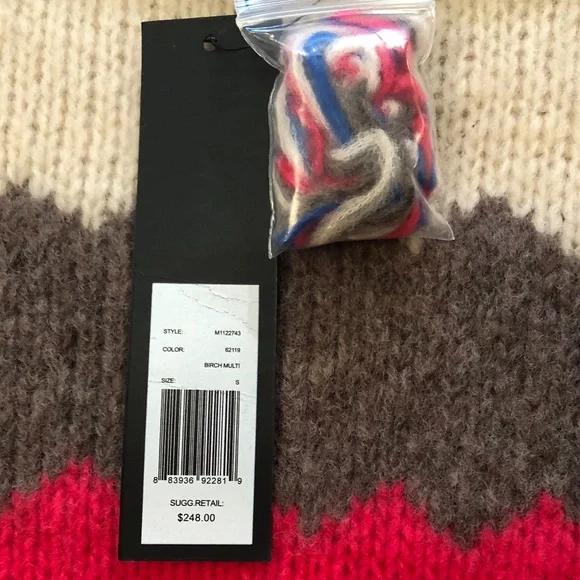 STYLE: M1122743
COLOR: 62119
BIRCH MULTI
SIZE: S
8 83936 92281 9
SUGG.RETAIL:
$248.00